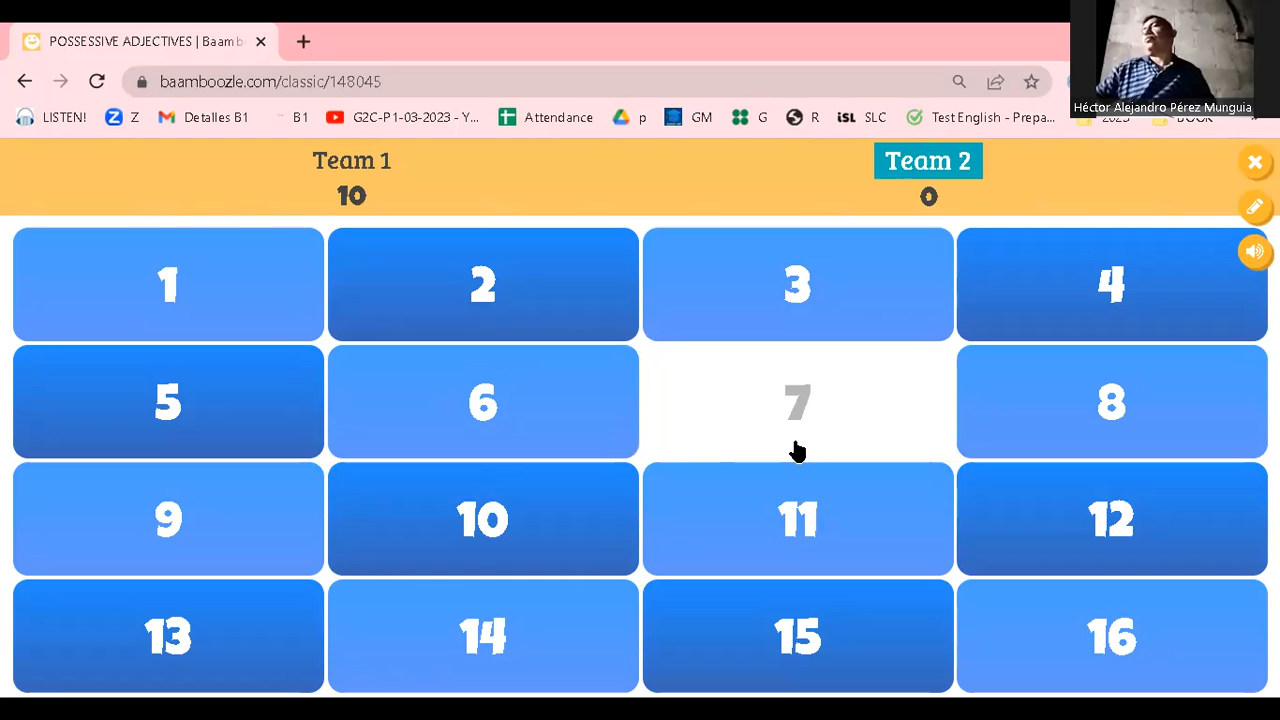 POSSESSIVE ADJECTIVES | Baamb
baamboozle.com/classic/148045
Héctor Alejandro Pérez Munguia
LISTEN! Z Detalles B1 B1 G2C-P1-03-2023 - Y... Attendance p GM G R iSL SLC Test English - Prepa... 2023 BOOK
Team 1 Team 2
10 0
1 2 3 4
5 6 7 8
9 10 11 12
13 14 15 16